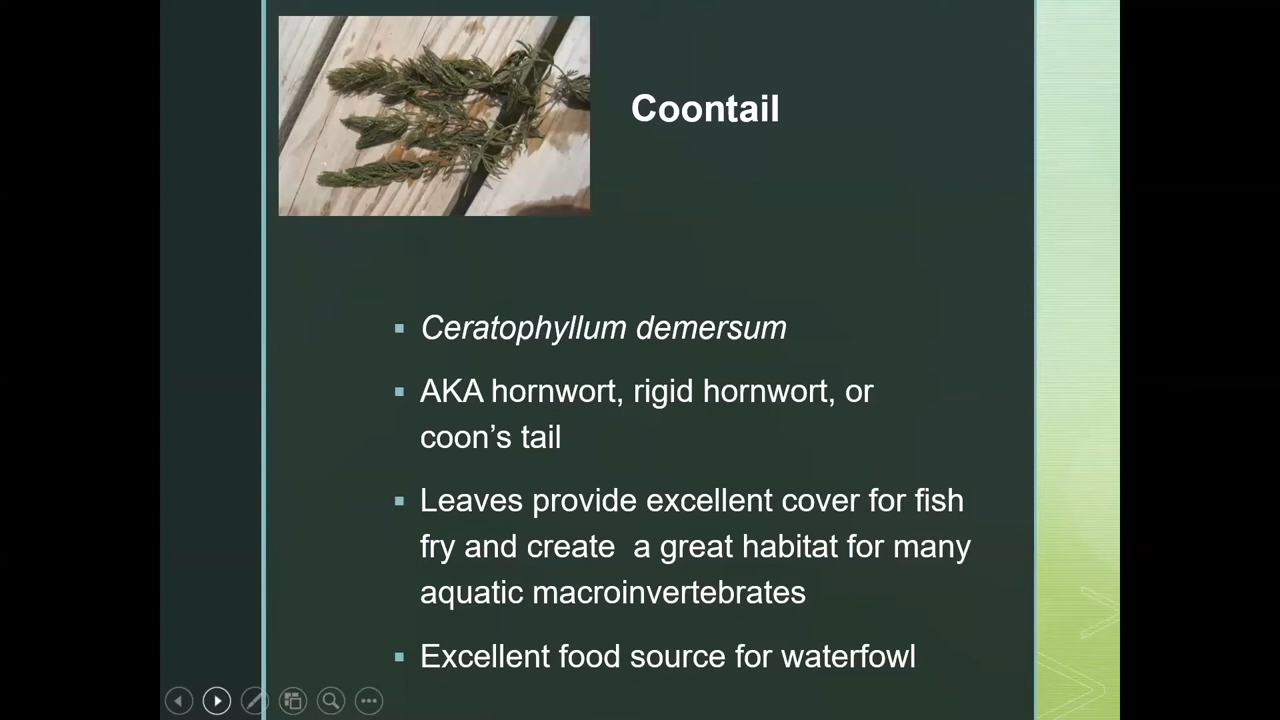 Coontail
Ceratophyllum demersum
AKA hornwort, rigid hornwort, or
coon’s tail
Leaves provide excellent cover for fish
fry and create  a great habitat for many
aquatic macroinvertebrates
Excellent food source for waterfowl